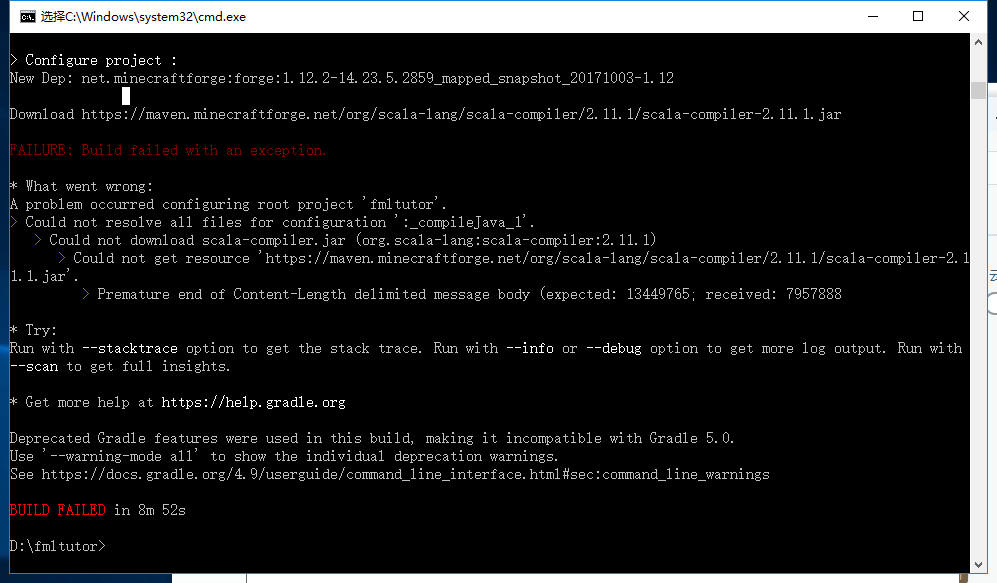 选择C:\Windows\system32\cmd.exe
> Configure project :
New Dep: net.minecraftforge:forge:1.12.2-14.23.5.2859_mapped_snapshot_20171003-1.12
Download https://maven.minecraftforge.net/org/scala-lang/scala-compiler/2.11.1/scala-compiler-2.11.1.jar
FAILURE: Build failed with an exception.
* What went wrong:
A problem occurred configuring root project 'fmltutor'.
> Could not resolve all files for configuration ':_compileJava_1'.
> Could not download scala-compiler.jar (org.scala-lang:scala-compiler:2.11.1)
> Could not get resource 'https://maven.minecraftforge.net/org/scala-lang/scala-compiler/2.11.1/scala-compiler-2.1
1.1.jar'.
> Premature end of Content-Length delimited message body (expected: 13449765; received: 7957888
* Try:
Run with --stacktrace option to get the stack trace. Run with --info or --debug option to get more log output. Run with
--scan to get full insights.
* Get more help at https://help.gradle.org
Deprecated Gradle features were used in this build, making it incompatible with Gradle 5.0.
Use '--warning-mode all' to show the individual deprecation warnings.
See https://docs.gradle.org/4.9/userguide/command_line_interface.html#sec:command_line_warnings
BUILD FAILED in 8m 52s
D:\fmltutor>